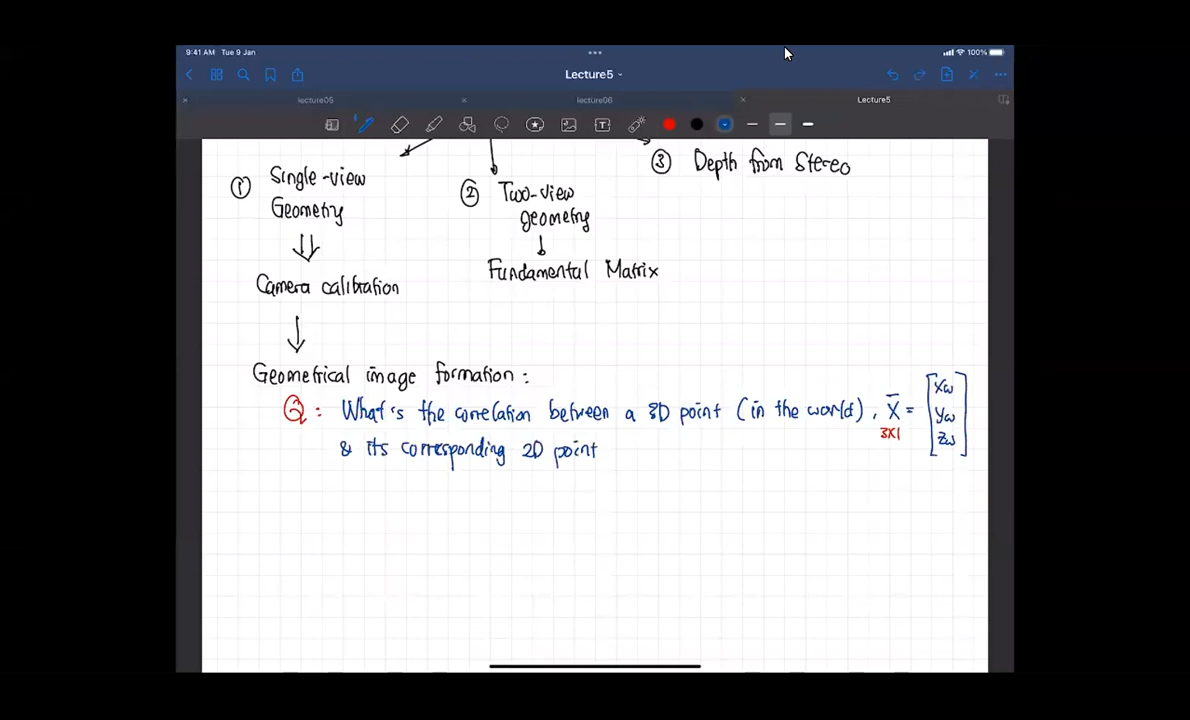 9:41 AM Tue 9 Jan
100%
Lecture5
lecture05
lecture06
Lecture5
① Single-view
Geometry
② Two-view
geometry
③ Depth from Stereo
Camera calibration
Fundamental Matrix
Geometrical image formation:
Q: What's the correlation between a 3D point (in the world), X̄ = [xw yw zw]
3×1
& its corresponding 2D point